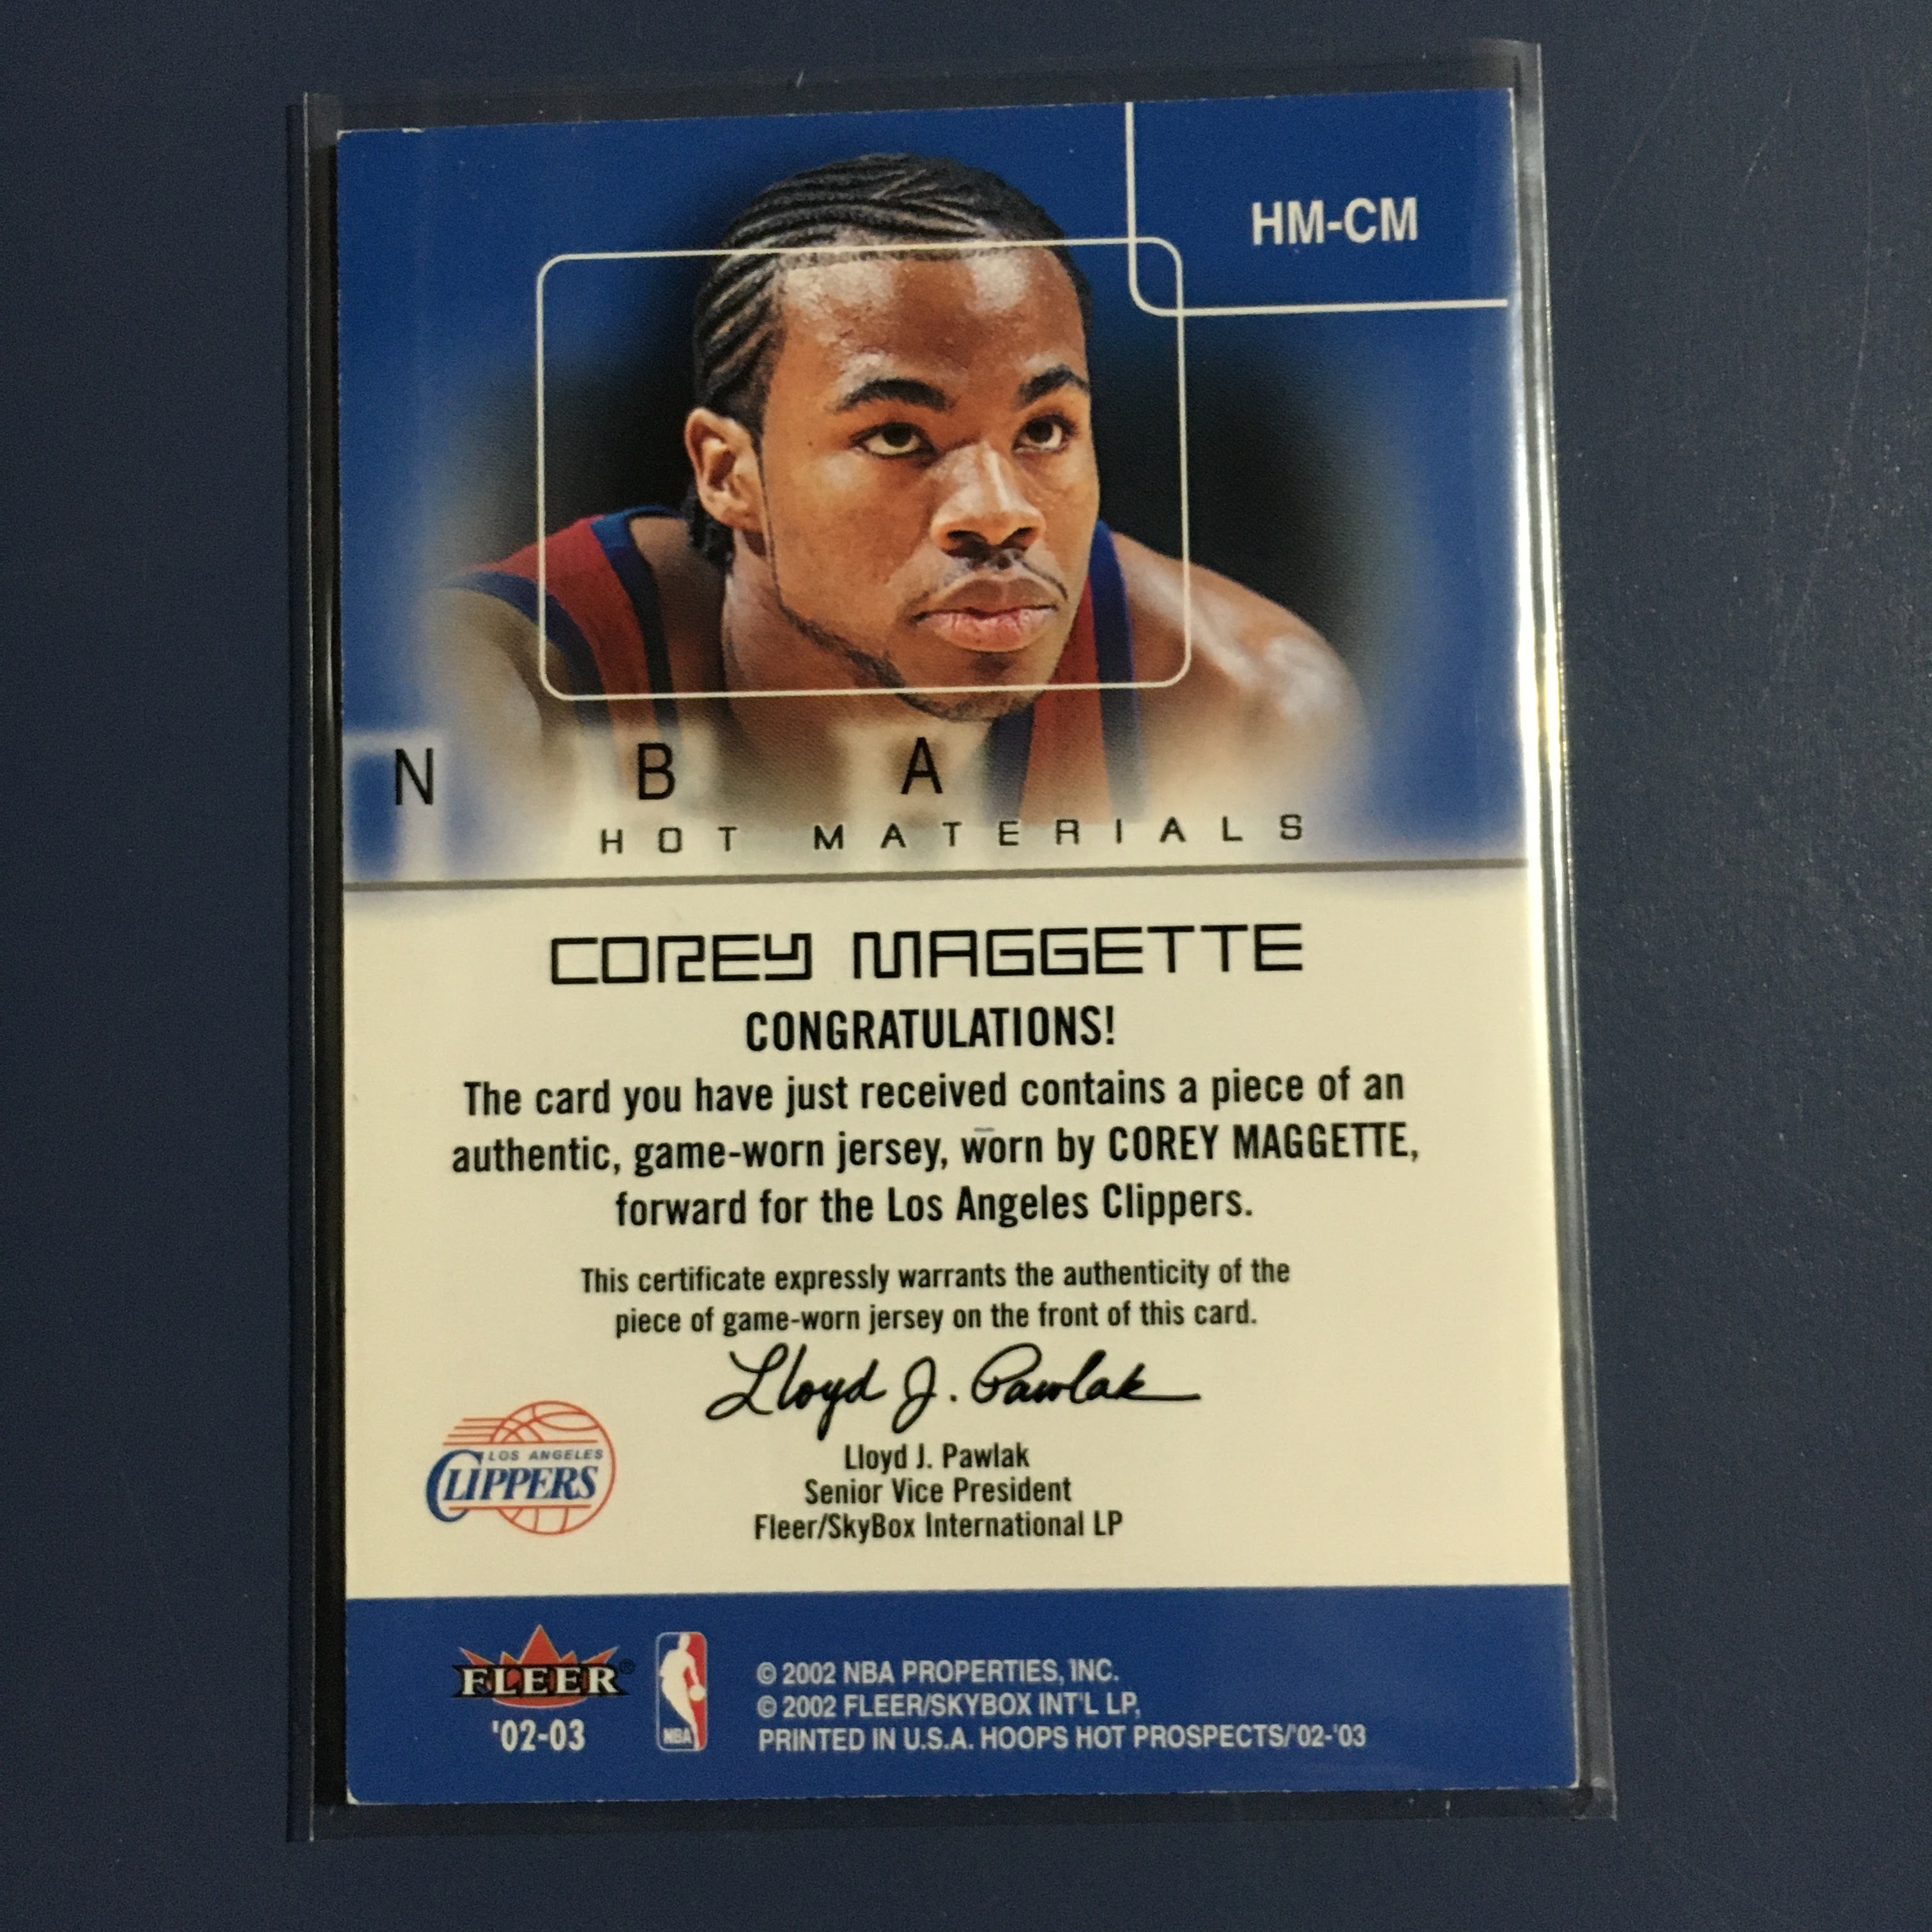 HM-CM
N B A
HOT MATERIALS
COREY MAGGETTE
CONGRATULATIONS!
The card you have just received contains a piece of an
authentic, game-worn jersey, worn by COREY MAGGETTE,
forward for the Los Angeles Clippers.
This certificate expressly warrants the authenticity of the
piece of game-worn jersey on the front of this card.
Lloyd J. Pawlak
Lloyd J. Pawlak
Senior Vice President
Fleer/SkyBox International LP
LOS ANGELES
CLIPPERS
FLEER®
'02-03
NBA
© 2002 NBA PROPERTIES, INC.
© 2002 FLEER/SKYBOX INT'L LP,
PRINTED IN U.S.A. HOOPS HOT PROSPECTS/'02-'03